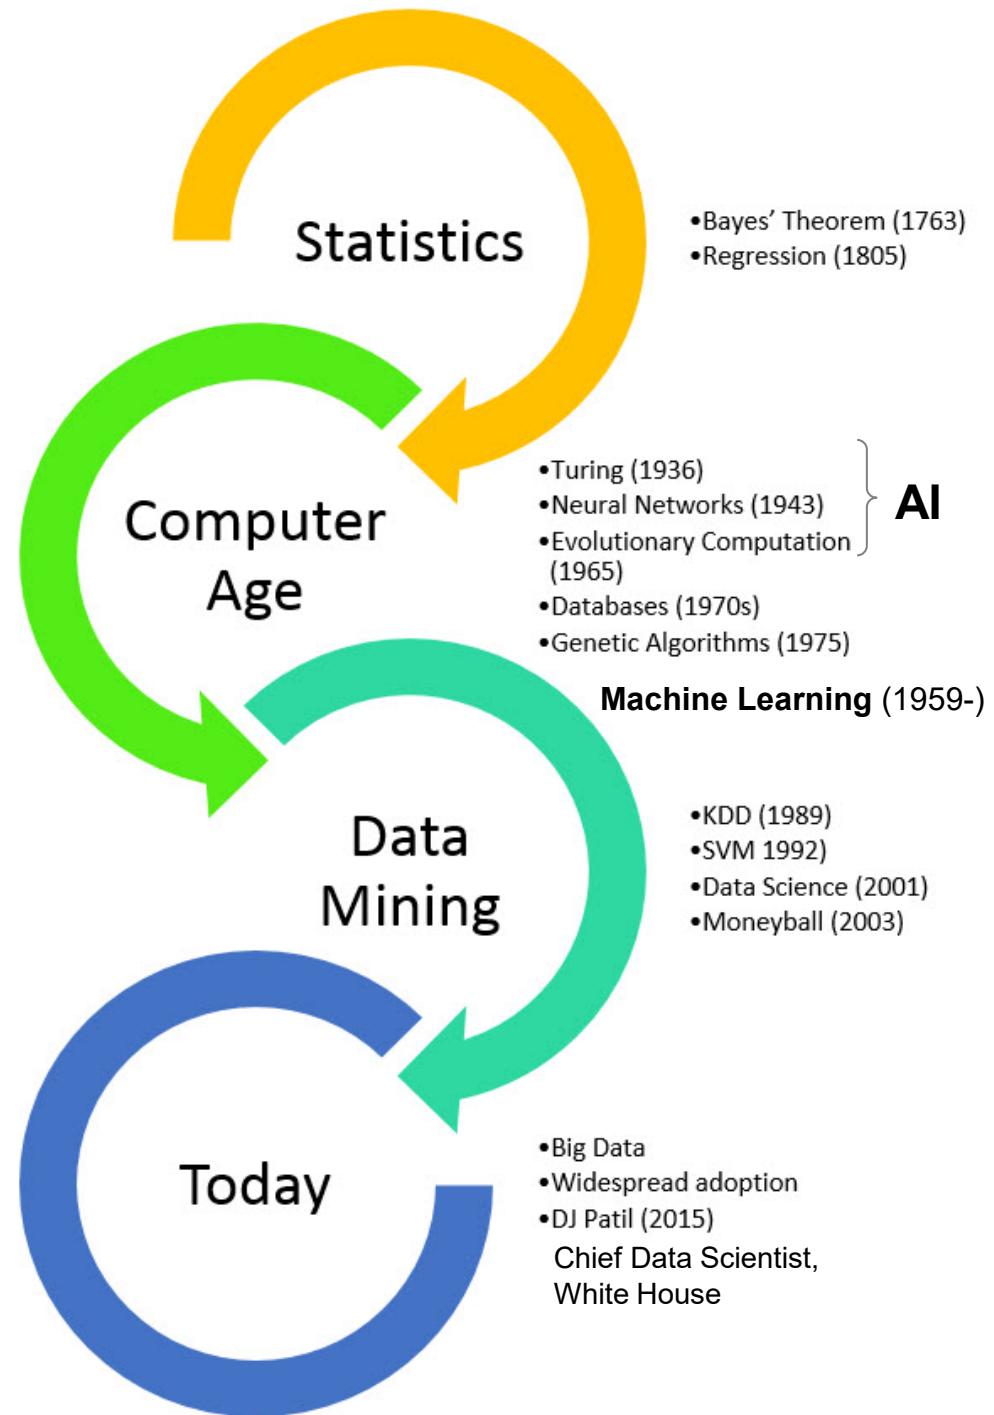 Statistics
•Bayes’ Theorem (1763)
•Regression (1805)
Computer
Age
•Turing (1936)
•Neural Networks (1943)
•Evolutionary Computation
(1965)
•Databases (1970s)
•Genetic Algorithms (1975)
AI
Machine Learning (1959-)
Data
Mining
•KDD (1989)
•SVM 1992)
•Data Science (2001)
•Moneyball (2003)
Today
•Big Data
•Widespread adoption
•DJ Patil (2015)
Chief Data Scientist,
White House